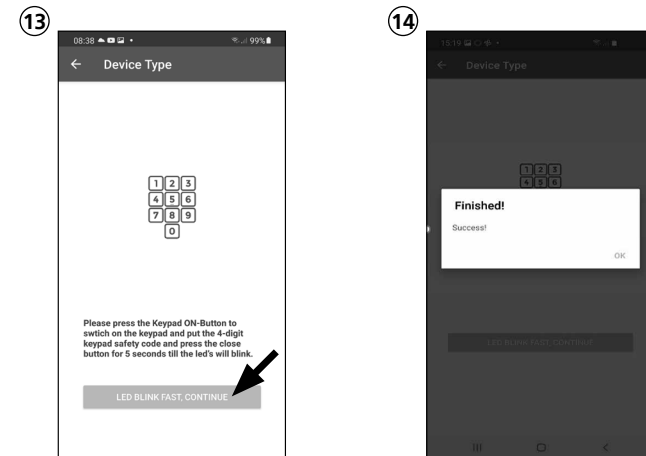 13
08:38 99%
← Device Type
1 2 3
4 5 6
7 8 9
0
Please press the Keypad ON-Button to
swtich on the keypad and put the 4-digit
keypad safety code and press the close
button for 5 seconds till the led's will blink.
LED BLINK FAST, CONTINUE
14
15:19
← Device Type
1 2 3
4 5 6
Finished!
Success!
OK
LED BLINK FAST, CONTINUE